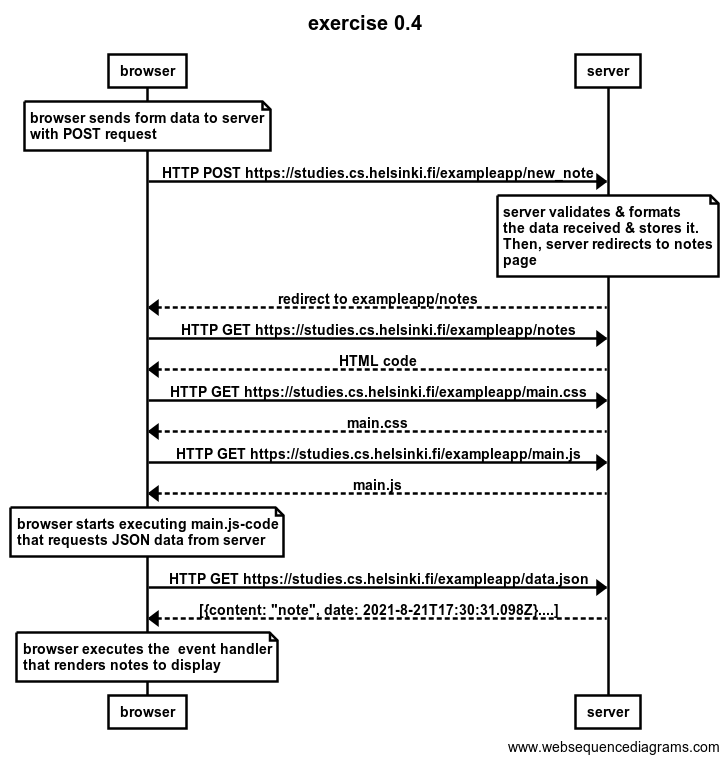 exercise 0.4
browser
server
browser sends form data to server
with POST request
HTTP POST https://studies.cs.helsinki.fi/exampleapp/new_note
server validates & formats
the data received & stores it.
Then, server redirects to notes
page
redirect to exampleapp/notes
HTTP GET https://studies.cs.helsinki.fi/exampleapp/notes
HTML code
HTTP GET https://studies.cs.helsinki.fi/exampleapp/main.css
main.css
HTTP GET https://studies.cs.helsinki.fi/exampleapp/main.js
main.js
browser starts executing main.js-code
that requests JSON data from server
HTTP GET https://studies.cs.helsinki.fi/exampleapp/data.json
[{content: "note", date: 2021-8-21T17:30:31.098Z}....]
browser executes the  event handler
that renders notes to display
browser
server
www.websequencediagrams.com